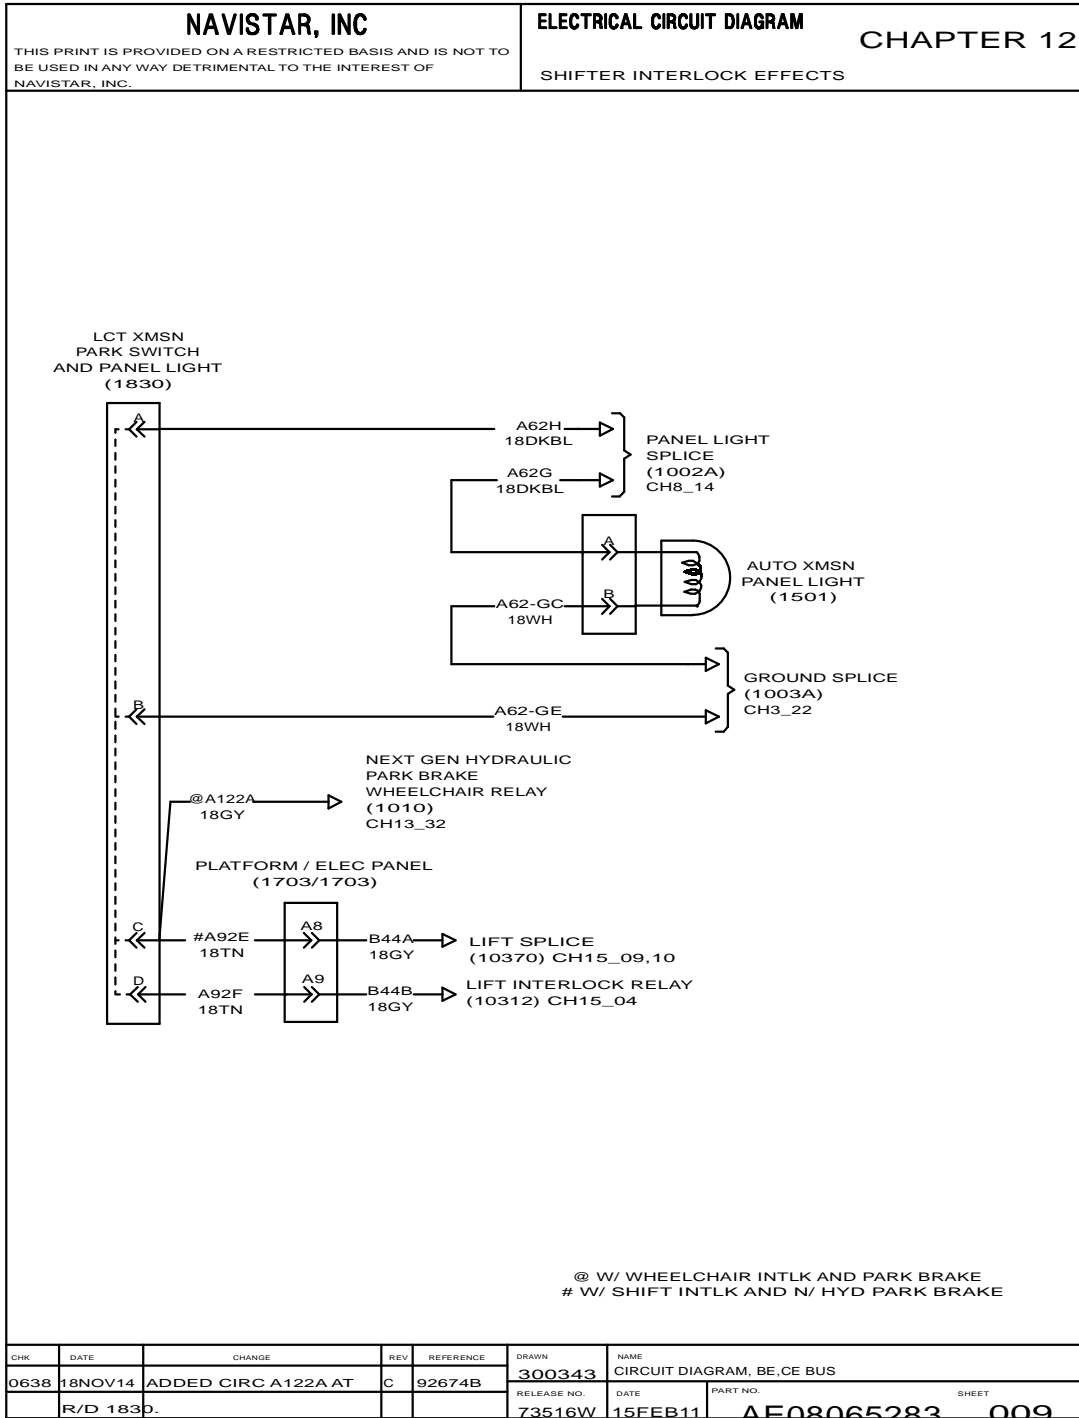 NAVISTAR, INC
THIS PRINT IS PROVIDED ON A RESTRICTED BASIS AND IS NOT TO
BE USED IN ANY WAY DETRIMENTAL TO THE INTEREST OF
NAVISTAR, INC.
ELECTRICAL CIRCUIT DIAGRAM
CHAPTER 12
SHIFTER INTERLOCK EFFECTS
LCT XMSN
PARK SWITCH
AND PANEL LIGHT
(1830)
A
A62H
18DKBL
A62G
18DKBL
PANEL LIGHT
SPLICE
(1002A)
CH8_14
A
B
AUTO XMSN
PANEL LIGHT
(1501)
A62-GC
18WH
GROUND SPLICE
(1003A)
CH3_22
B
A62-GE
18WH
NEXT GEN HYDRAULIC
PARK BRAKE
WHEELCHAIR RELAY
(1010)
CH13_32
@A122A
18GY
PLATFORM / ELEC PANEL
(1703/1703)
C
#A92E
18TN
A8
B44A
18GY
LIFT SPLICE
(10370) CH15_09,10
D
A92F
18TN
A9
B44B
18GY
LIFT INTERLOCK RELAY
(10312) CH15_04
@ W/ WHEELCHAIR INTLK AND PARK BRAKE
# W/ SHIFT INTLK AND N/ HYD PARK BRAKE
CHK DATE CHANGE REV REFERENCE
0638 18NOV14 ADDED CIRC A122A AT C 92674B
R/D 1830.
DRAWN
300343
NAME
CIRCUIT DIAGRAM, BE,CE BUS
RELEASE NO.
73516W
DATE
15FEB11
PART NO.
AE08065283
SHEET
009